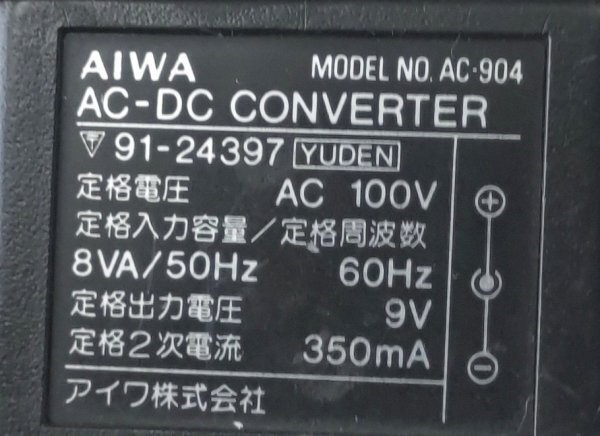 AIWA MODEL NO. AC-904
AC-DC CONVERTER
〒 91-24397 YUDEN
定格電圧 AC 100V
定格入力容量/定格周波数
8VA/50Hz 60Hz
定格出力電圧 9V
定格2次電流 350mA
アイワ株式会社